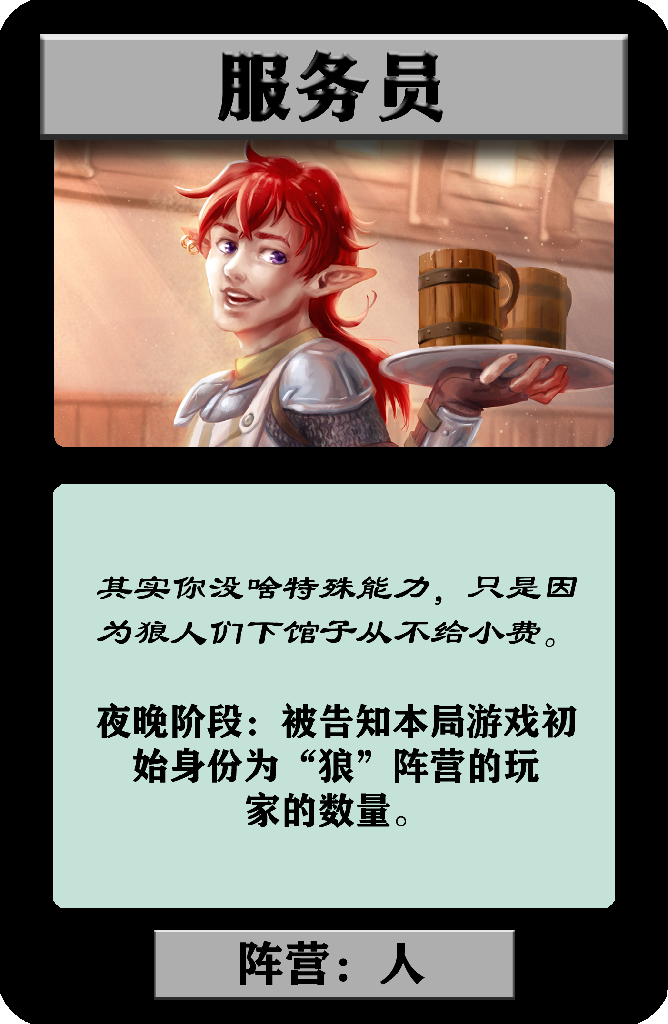 服务员
其实你没啥特殊能力，只是因
为狼人们下馆子从不给小费。
夜晚阶段：被告知本局游戏初
始身份为“狼”阵营的玩
家的数量。
阵营：人